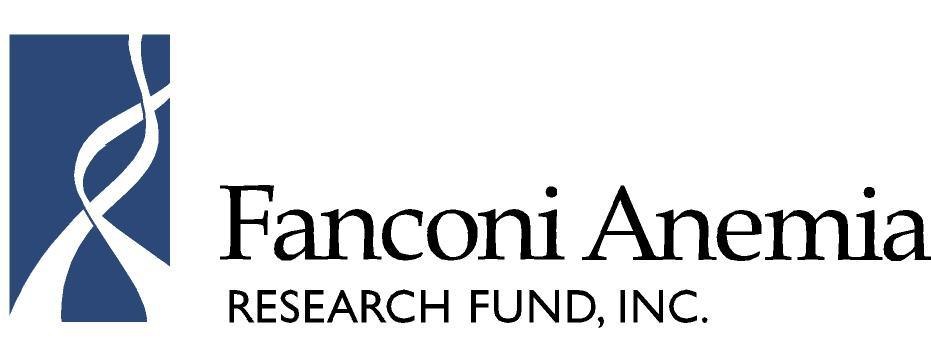 Fanconi Anemia
RESEARCH FUND, INC.